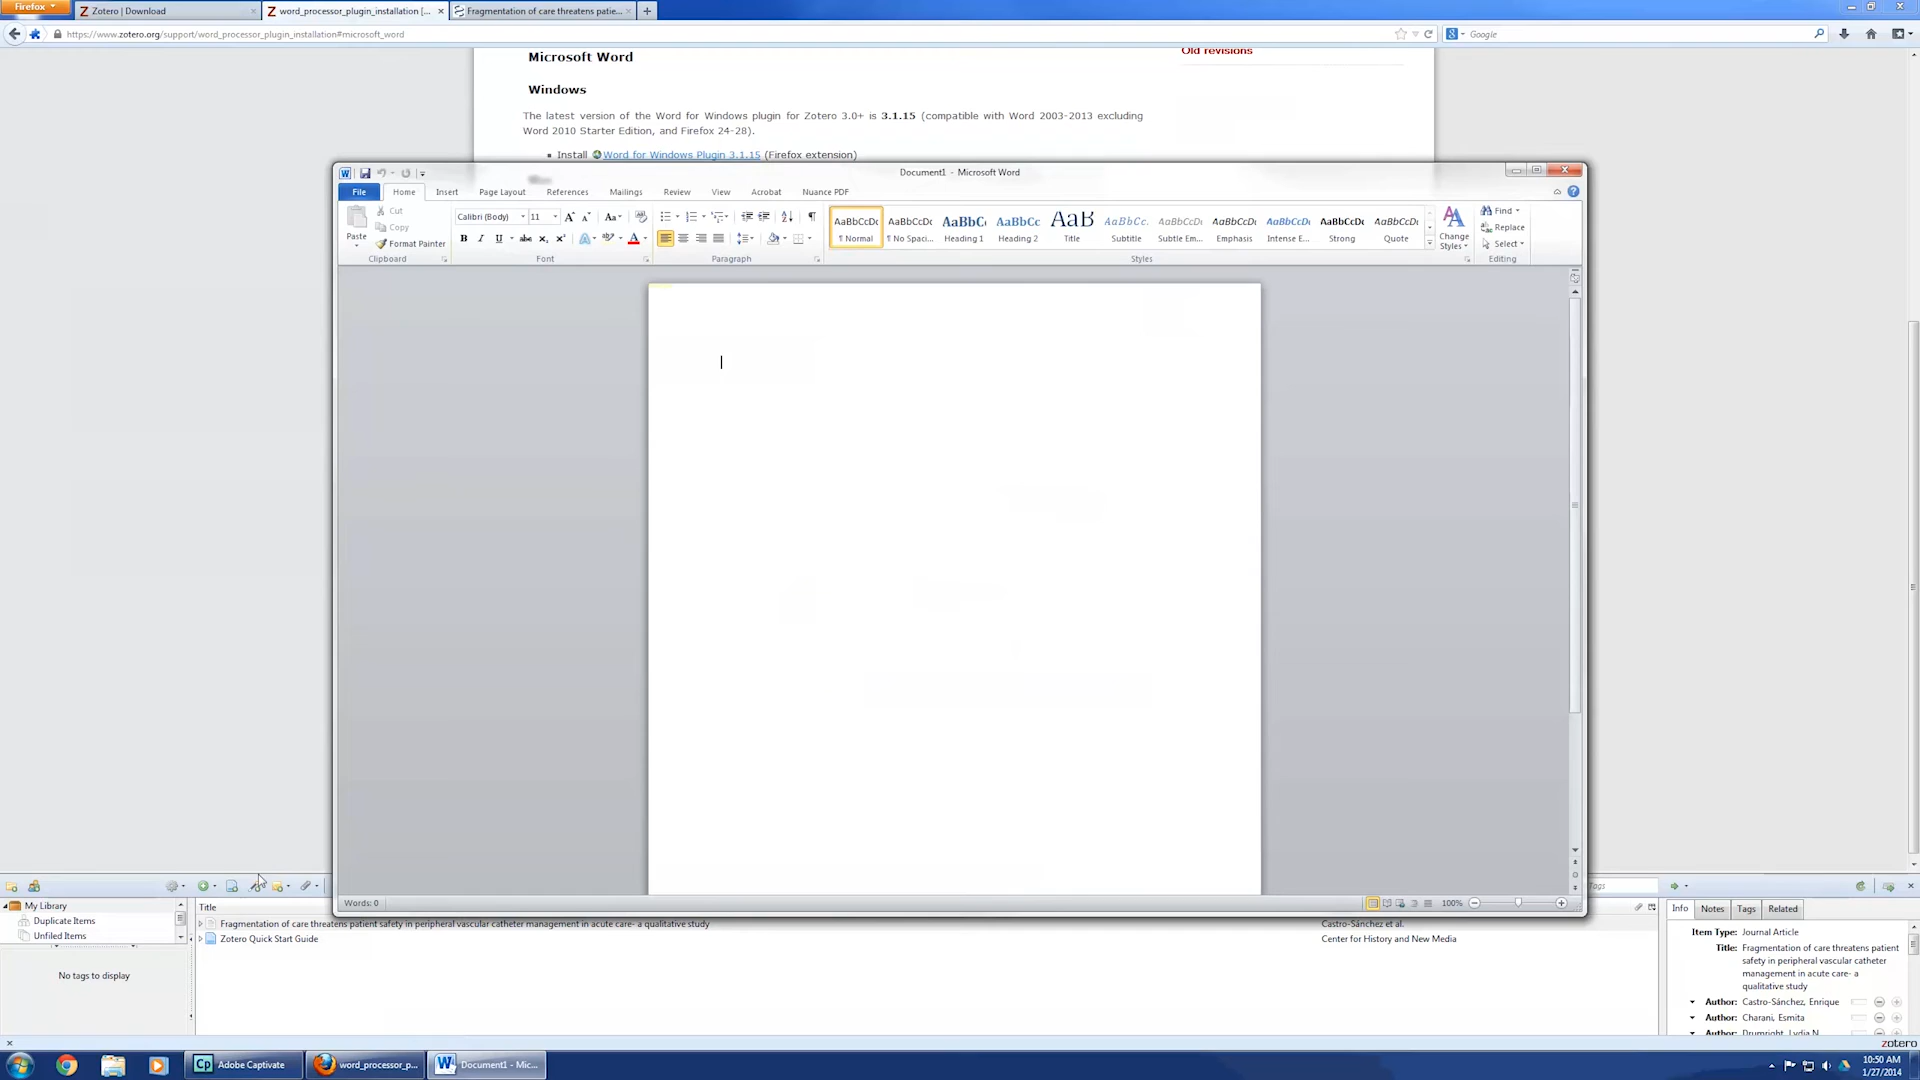 Firefox
Zotero | Download
word_processor_plugin_installation [...
Fragmentation of care threatens patie...
https://www.zotero.org/support/word_processor_plugin_installation#microsoft_word
Google
Microsoft Word
Old revisions
Windows
The latest version of the Word for Windows plugin for Zotero 3.0+ is 3.1.15 (compatible with Word 2003-2013 excluding
Word 2010 Starter Edition, and Firefox 24-28).
Install Word for Windows Plugin 3.1.15 (Firefox extension)
Document1 - Microsoft Word
File Home Insert Page Layout References Mailings Review View Acrobat Nuance PDF
Paste
Cut
Copy
Format Painter
Clipboard
Calibri (Body) 11
Font
Paragraph
AaBbCcDc AaBbCcDc AaBbC AaBbCc AaB AaBbCc. AaBbCcDc AaBbCcDc AaBbCcDc AaBbCcDc AaBbCcDc
¶ Normal ¶ No Spaci... Heading 1 Heading 2 Title Subtitle Subtle Em... Emphasis Intense E... Strong Quote
Styles
Change
Styles
Find
Replace
Select
Editing
Words: 0
100%
Tags
My Library
Duplicate Items
Unfiled Items
No tags to display
Title
Fragmentation of care threatens patient safety in peripheral vascular catheter management in acute care- a qualitative study
Castro-Sánchez et al.
Zotero Quick Start Guide
Center for History and New Media
Info Notes Tags Related
Item Type: Journal Article
Title: Fragmentation of care threatens patient
safety in peripheral vascular catheter
management in acute care- a
qualitative study
Author: Castro-Sánchez, Enrique
Author: Charani, Esmita
Author: Drumright, Lydia N
zotero
Cp Adobe Captivate
word_processor_p...
Document1 - Mic...
10:50 AM
1/27/2014